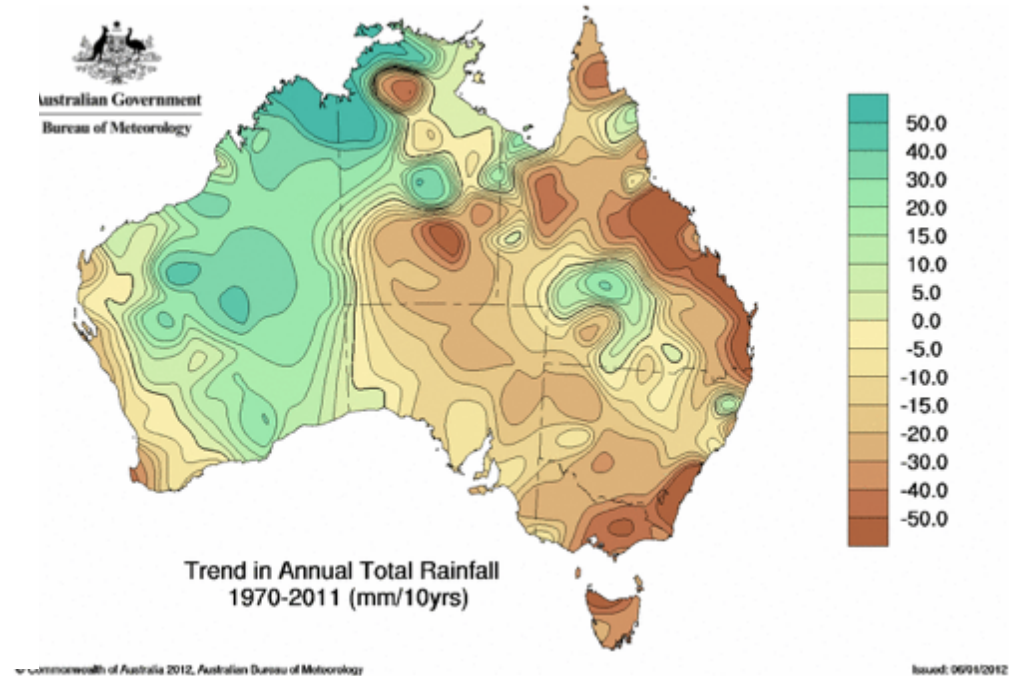 Australian Government
Bureau of Meteorology
50.0
40.0
30.0
20.0
15.0
10.0
5.0
0.0
-5.0
-10.0
-15.0
-20.0
-30.0
-40.0
-50.0
Trend in Annual Total Rainfall
1970-2011 (mm/10yrs)
© Commonwealth of Australia 2012, Australian Bureau of Meteorology
Issued: 06/01/2012